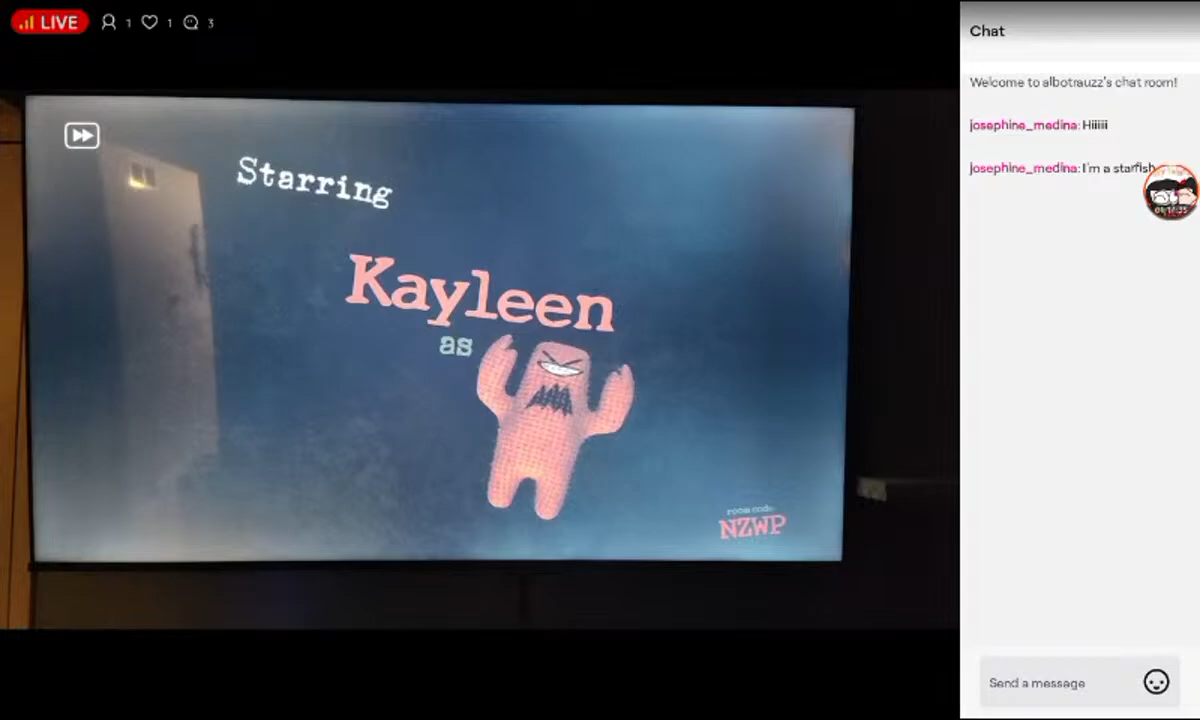 LIVE
1
1
3
Starring
Kayleen
as
room code:
NZWP
Chat
Welcome to albotrauzz's chat room!
josephine_medina: Hiiiii
josephine_medina: I'm a starfish
Send a message